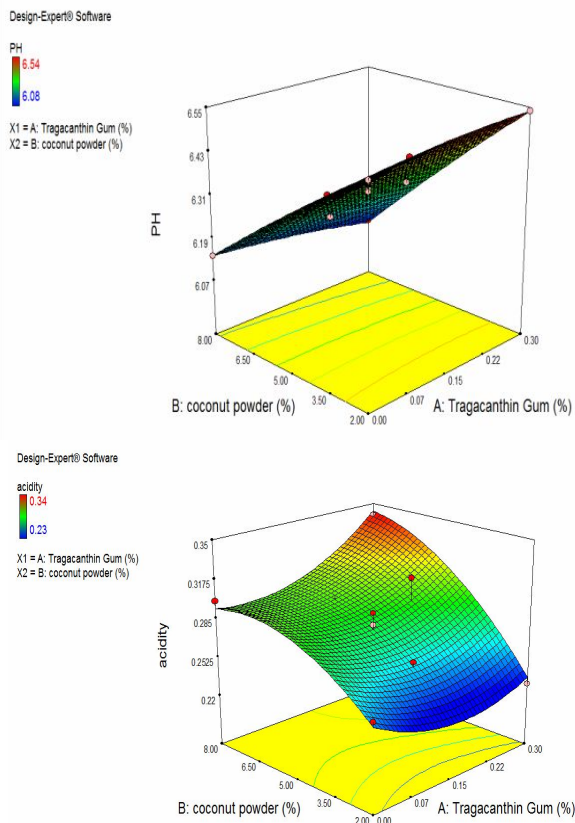 Design-Expert® Software
PH
6.54
6.08
X1 = A: Tragacanthin Gum (%)
X2 = B: coconut powder (%)
6.55
6.43
6.31
6.19
6.07
PH
8.00
6.50
5.00
3.50
2.00
0.00
0.07
0.15
0.22
0.30
B: coconut powder (%)
A: Tragacanthin Gum (%)
Design-Expert® Software
acidity
0.34
0.23
X1 = A: Tragacanthin Gum (%)
X2 = B: coconut powder (%)
0.35
0.3175
0.285
0.2525
0.22
acidity
8.00
6.50
5.00
3.50
2.00
0.00
0.07
0.15
0.22
0.30
B: coconut powder (%)
A: Tragacanthin Gum (%)